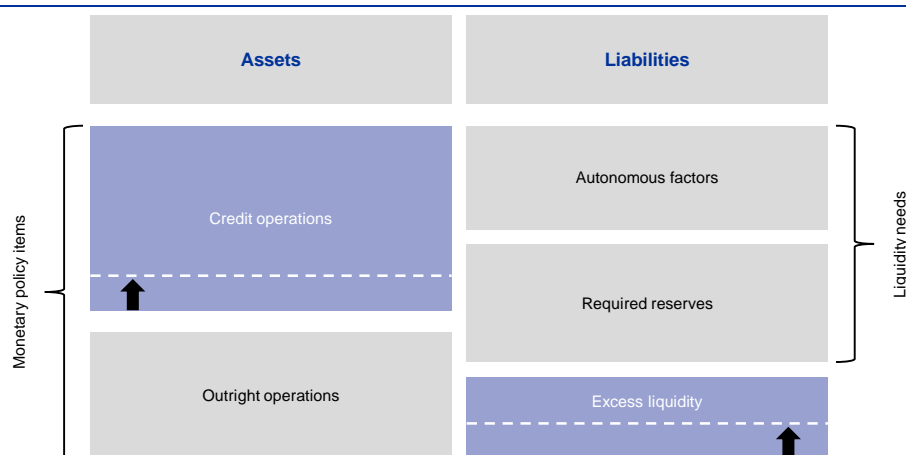 Assets
Liabilities
Monetary policy items
Credit operations
Outright operations
Autonomous factors
Required reserves
Excess liquidity
Liquidity needs